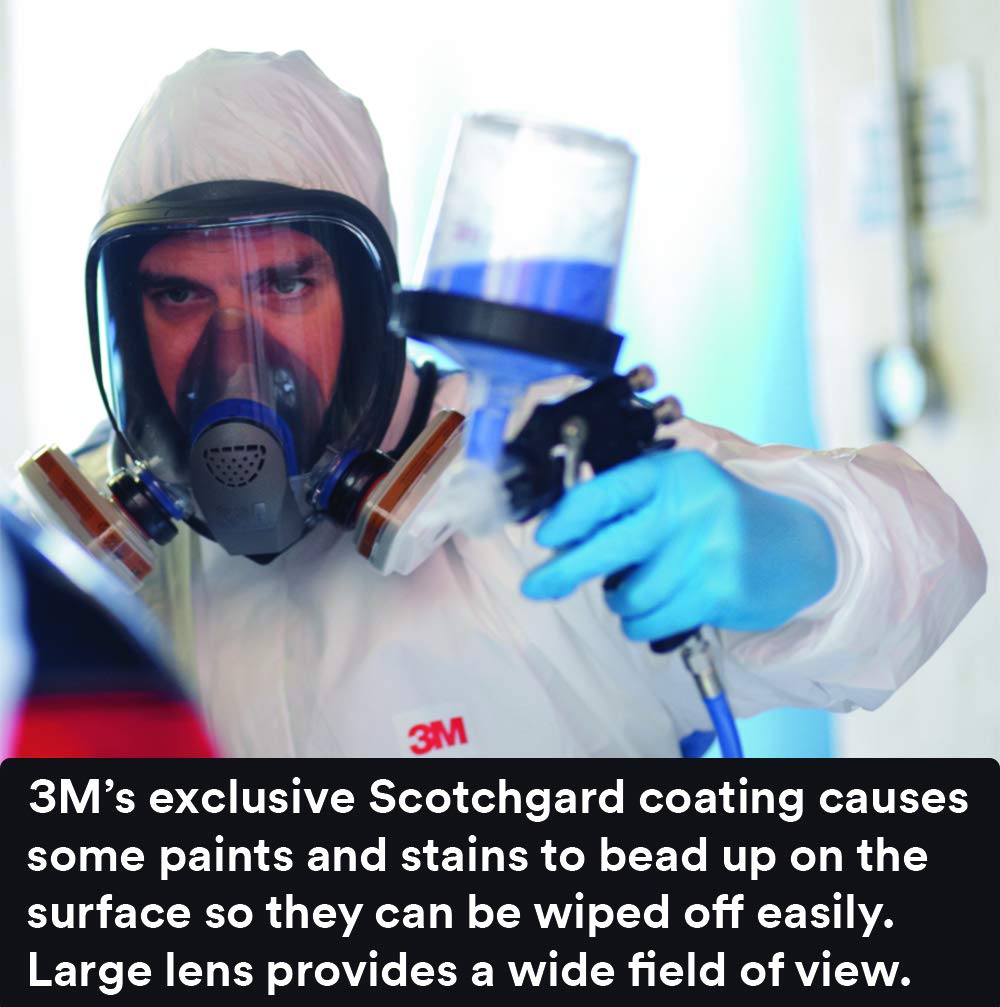 3M
3M's exclusive Scotchgard coating causes
some paints and stains to bead up on the
surface so they can be wiped off easily.
Large lens provides a wide field of view.